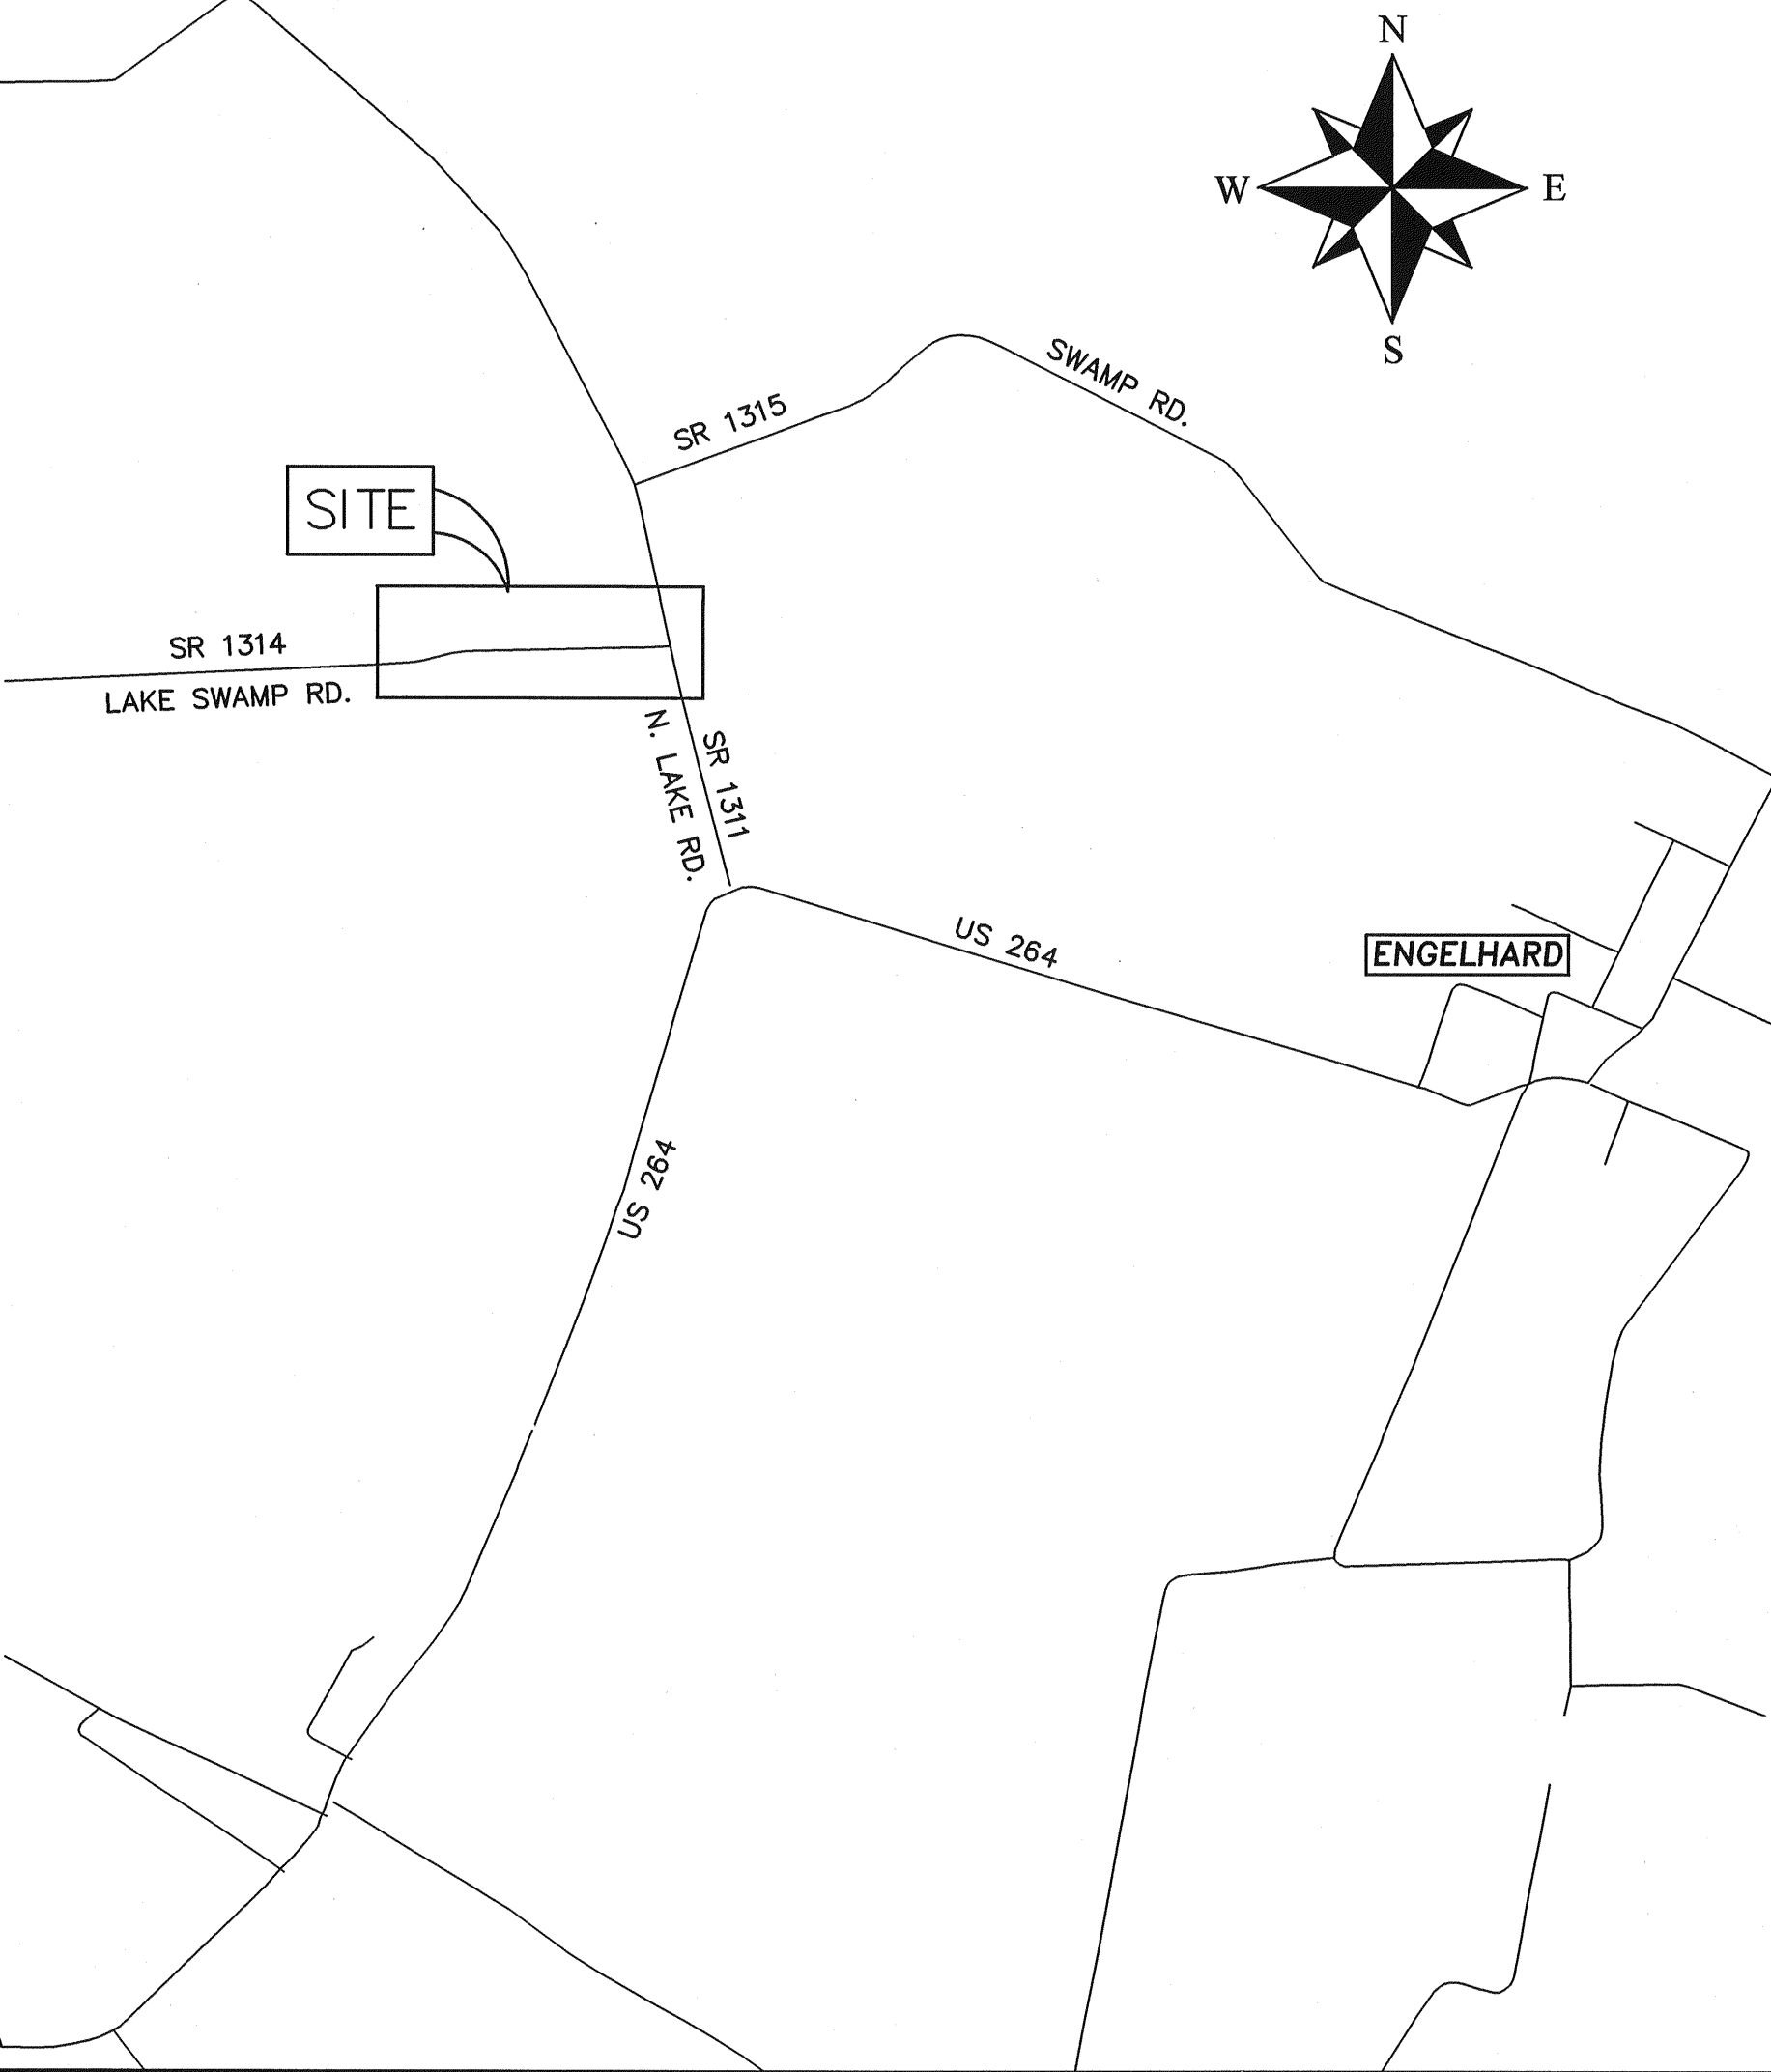 N
W
E
S
SWAMP RD.
SR 1315
SITE
SR 1314
LAKE SWAMP RD.
N. LAKE RD.
SR 1311
US 264
ENGELHARD
US 264